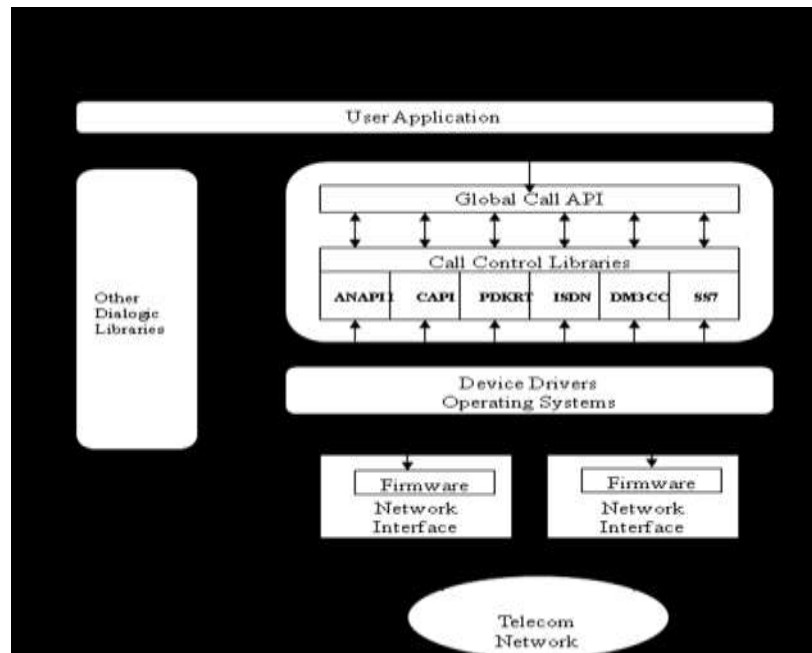 User Application
Global Call API
Call Control Libraries
ANAPI I CAPI PDKRT ISDN DM3CC SS7
Other
Dialogic
Libraries
Device Drivers
Operating Systems
Firmware
Network
Interface
Firmware
Network
Interface
Telecom
Network